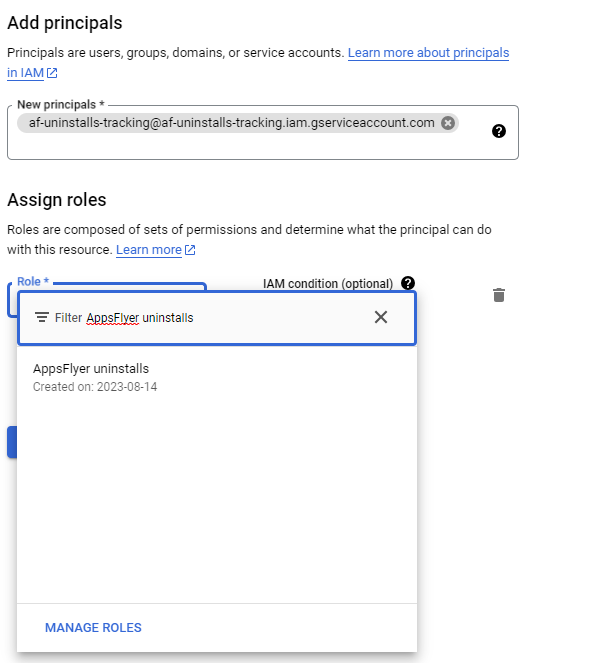 Add principals
Principals are users, groups, domains, or service accounts. Learn more about principals
in IAM
New principals *
af-uninstalls-tracking@af-uninstalls-tracking.iam.gserviceaccount.com
Assign roles
Roles are composed of sets of permissions and determine what the principal can do
with this resource. Learn more
Role * IAM condition (optional)
Filter AppsFlyer uninstalls
AppsFlyer uninstalls
Created on: 2023-08-14
MANAGE ROLES